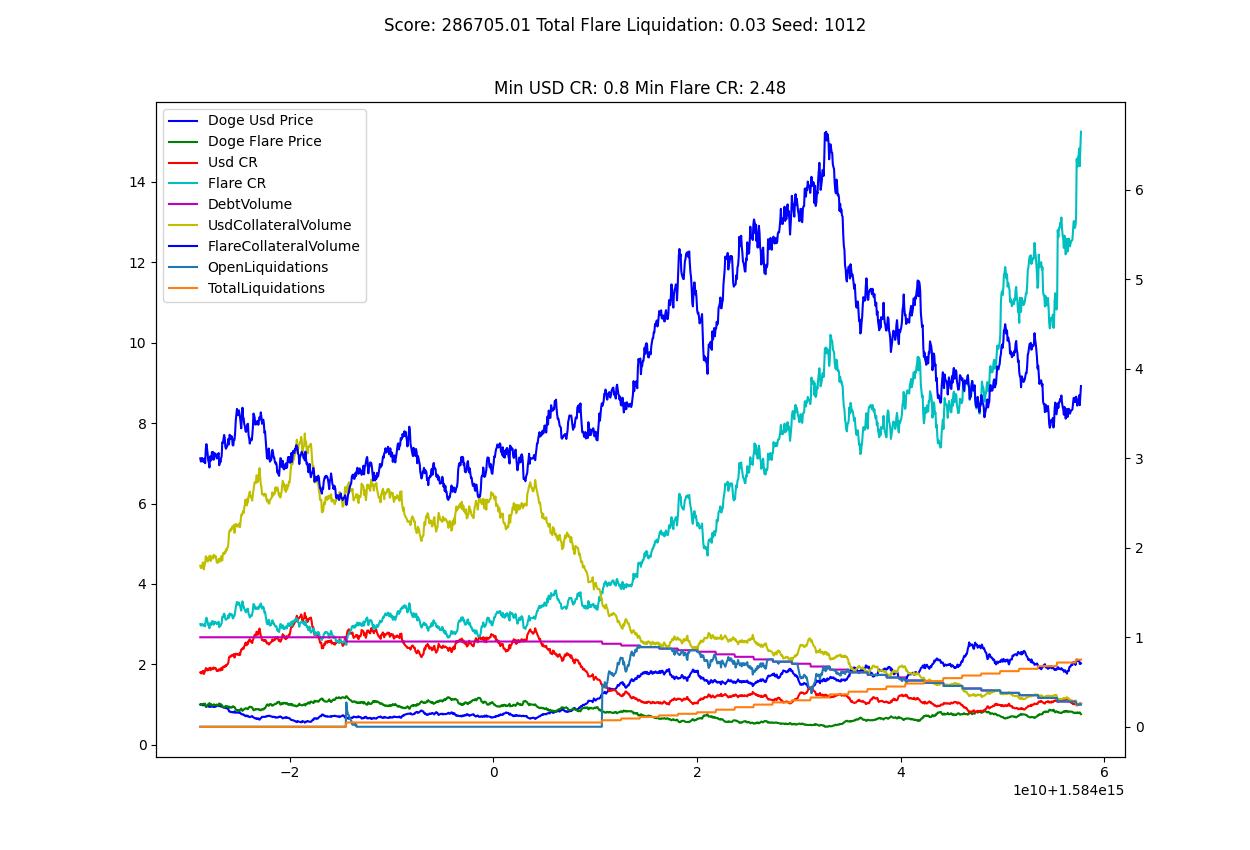 Score: 286705.01 Total Flare Liquidation: 0.03 Seed: 1012
Min USD CR: 0.8 Min Flare CR: 2.48
Doge Usd Price
Doge Flare Price
Usd CR
Flare CR
DebtVolume
UsdCollateralVolume
FlareCollateralVolume
OpenLiquidations
TotalLiquidations
14
12
10
8
6
4
2
0
6
5
4
3
2
1
0
−2 0 2 4 6
1e10+1.584e15